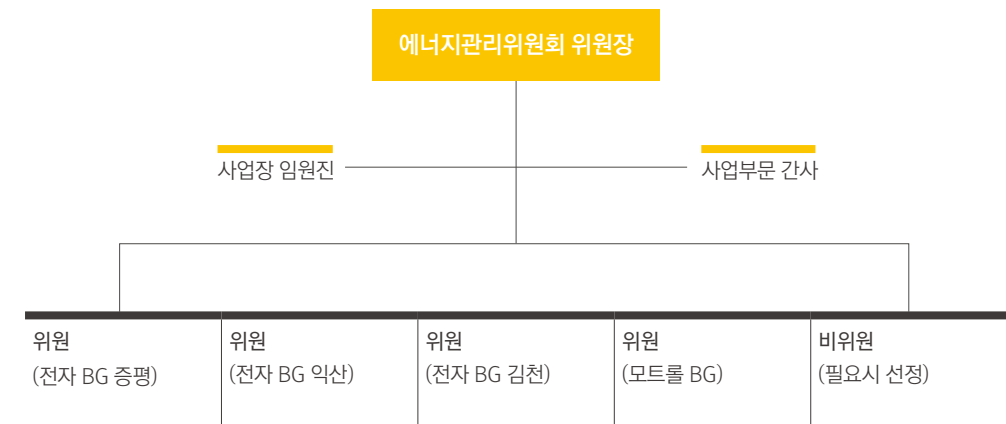 에너지관리위원회 위원장
사업장 임원진
사업부문 간사
위원
(전자 BG 증평)
위원
(전자 BG 익산)
위원
(전자 BG 김천)
위원
(모트롤 BG)
비위원
(필요시 선정)